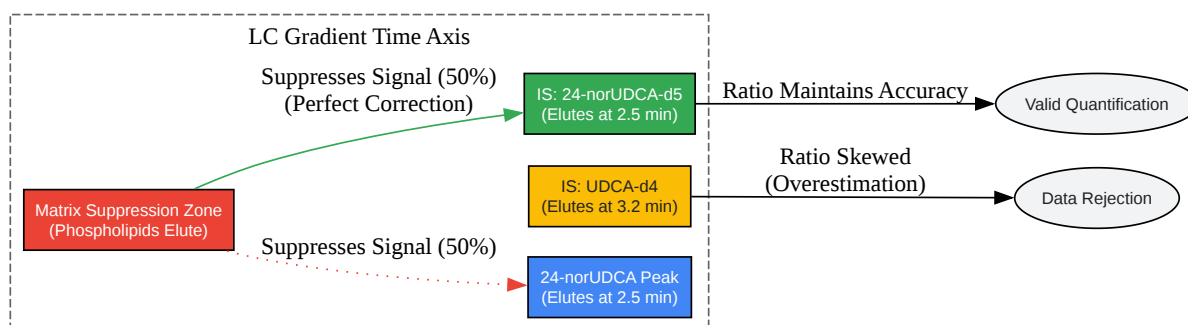 LC Gradient Time Axis
Suppresses Signal (50%)
(Perfect Correction)
IS: 24-norUDCA-d5
(Elutes at 2.5 min)
Ratio Maintains Accuracy
Valid Quantification
Matrix Suppression Zone
(Phospholipids Elute)
IS: UDCA-d4
(Elutes at 3.2 min)
Ratio Skewed
(Overestimation)
Data Rejection
Suppresses Signal (50%)
24-norUDCA Peak
(Elutes at 2.5 min)